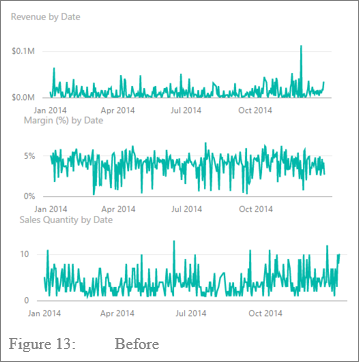 Revenue by Date
$0.1M
$0.0M
Jan 2014 Apr 2014 Jul 2014 Oct 2014
Margin (%) by Date
5%
0%
Jan 2014 Apr 2014 Jul 2014 Oct 2014
Sales Quantity by Date
10
0
Jan 2014 Apr 2014 Jul 2014 Oct 2014
Figure 13: Before